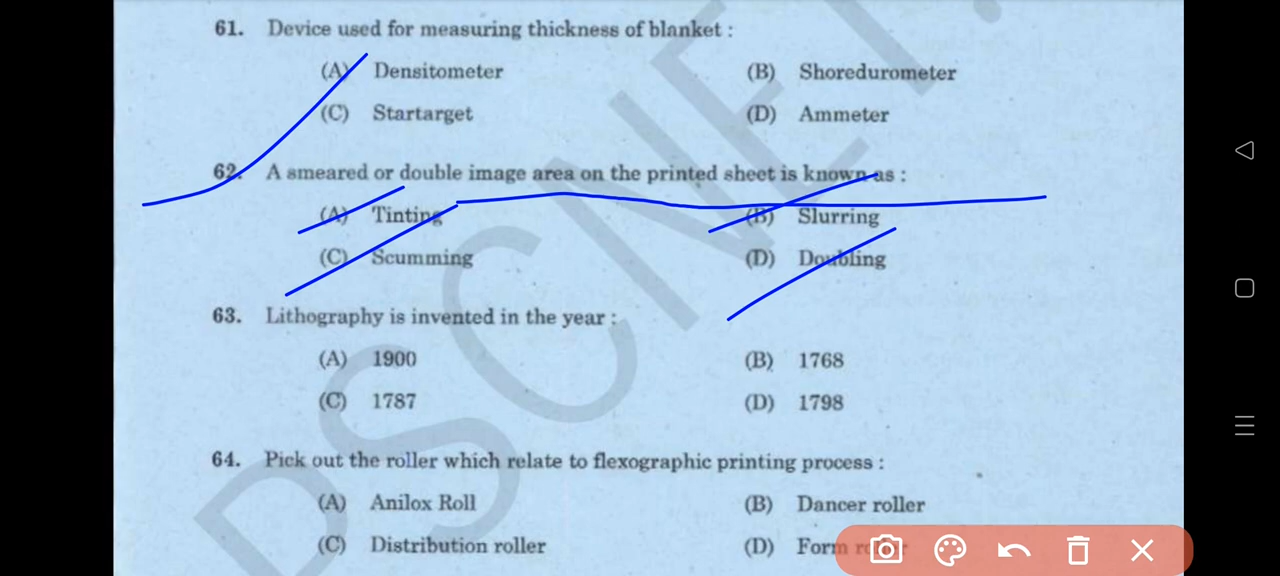 61. Device used for measuring thickness of blanket :
(A) Densitometer (B) Shoredurometer
(C) Startarget (D) Ammeter
62. A smeared or double image area on the printed sheet is known as :
(A) Tinting (B) Slurring
(C) Scumming (D) Doubling
63. Lithography is invented in the year :
(A) 1900 (B) 1768
(C) 1787 (D) 1798
64. Pick out the roller which relate to flexographic printing process :
(A) Anilox Roll (B) Dancer roller
(C) Distribution roller (D) Form